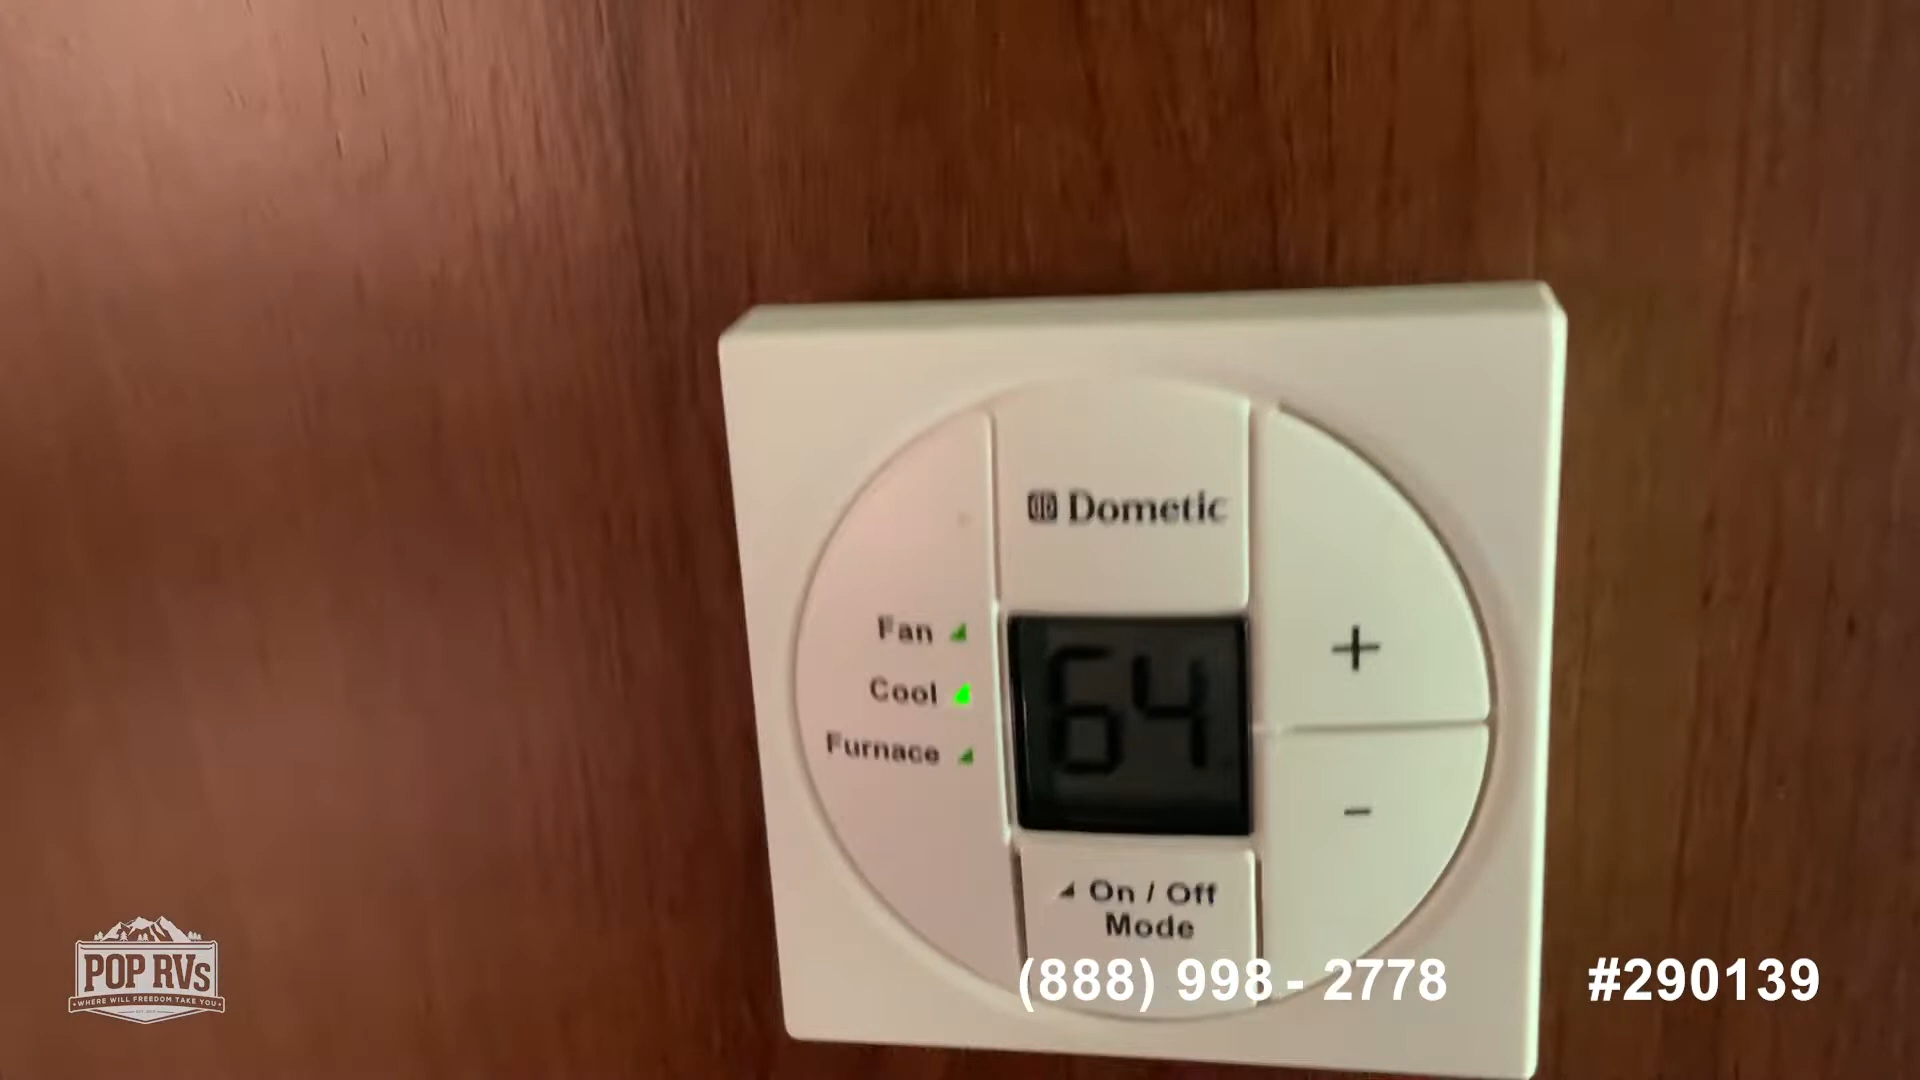 Dometic
Fan
Cool
Furnace
64
+
-
On / Off
Mode
(888) 998 - 2778
#290139
POP RVs
WHERE WILL FREEDOM TAKE YOU